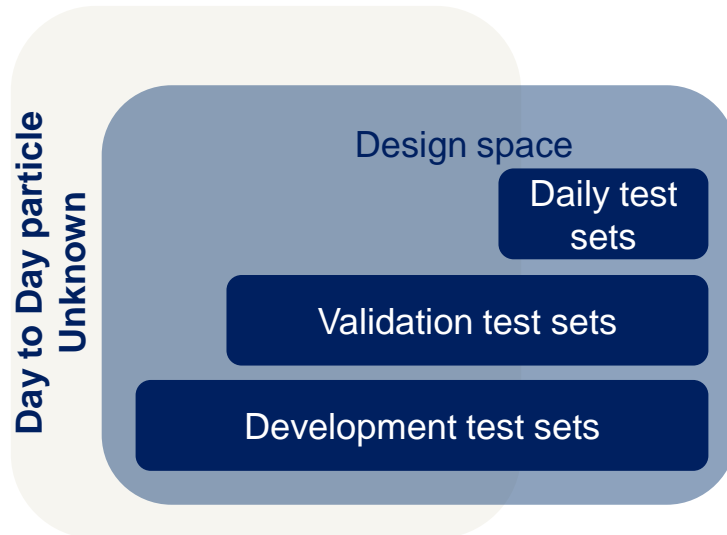 Day to Day particle
Unknown
Design space
Daily test
sets
Validation test sets
Development test sets